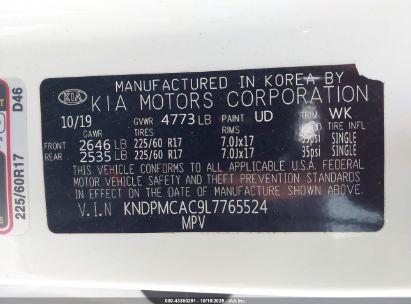 MANUFACTURED IN KOREA BY
KIA KIA MOTORS CORPORATION
10/19 GVWR 4773 LB PAINT UD TRIM WK
GAWR TIRES RIMS TIRE INFL
FRONT 2646 LB 225/60 R17 7.0Jx17 35psi SINGLE
REAR 2535 LB 225/60 R17 7.0Jx17 35psi SINGLE
THIS VEHICLE CONFORMS TO ALL APPLICABLE U.S.A. FEDERAL
MOTOR VEHICLE SAFETY, BUMPER, AND THEFT PREVENTION STANDARDS
IN EFFECT ON THE DATE OF MANUFACTURE SHOWN ABOVE.
V.I.N KNDPMCAC9L7765524
MPV
D46
225/60R17